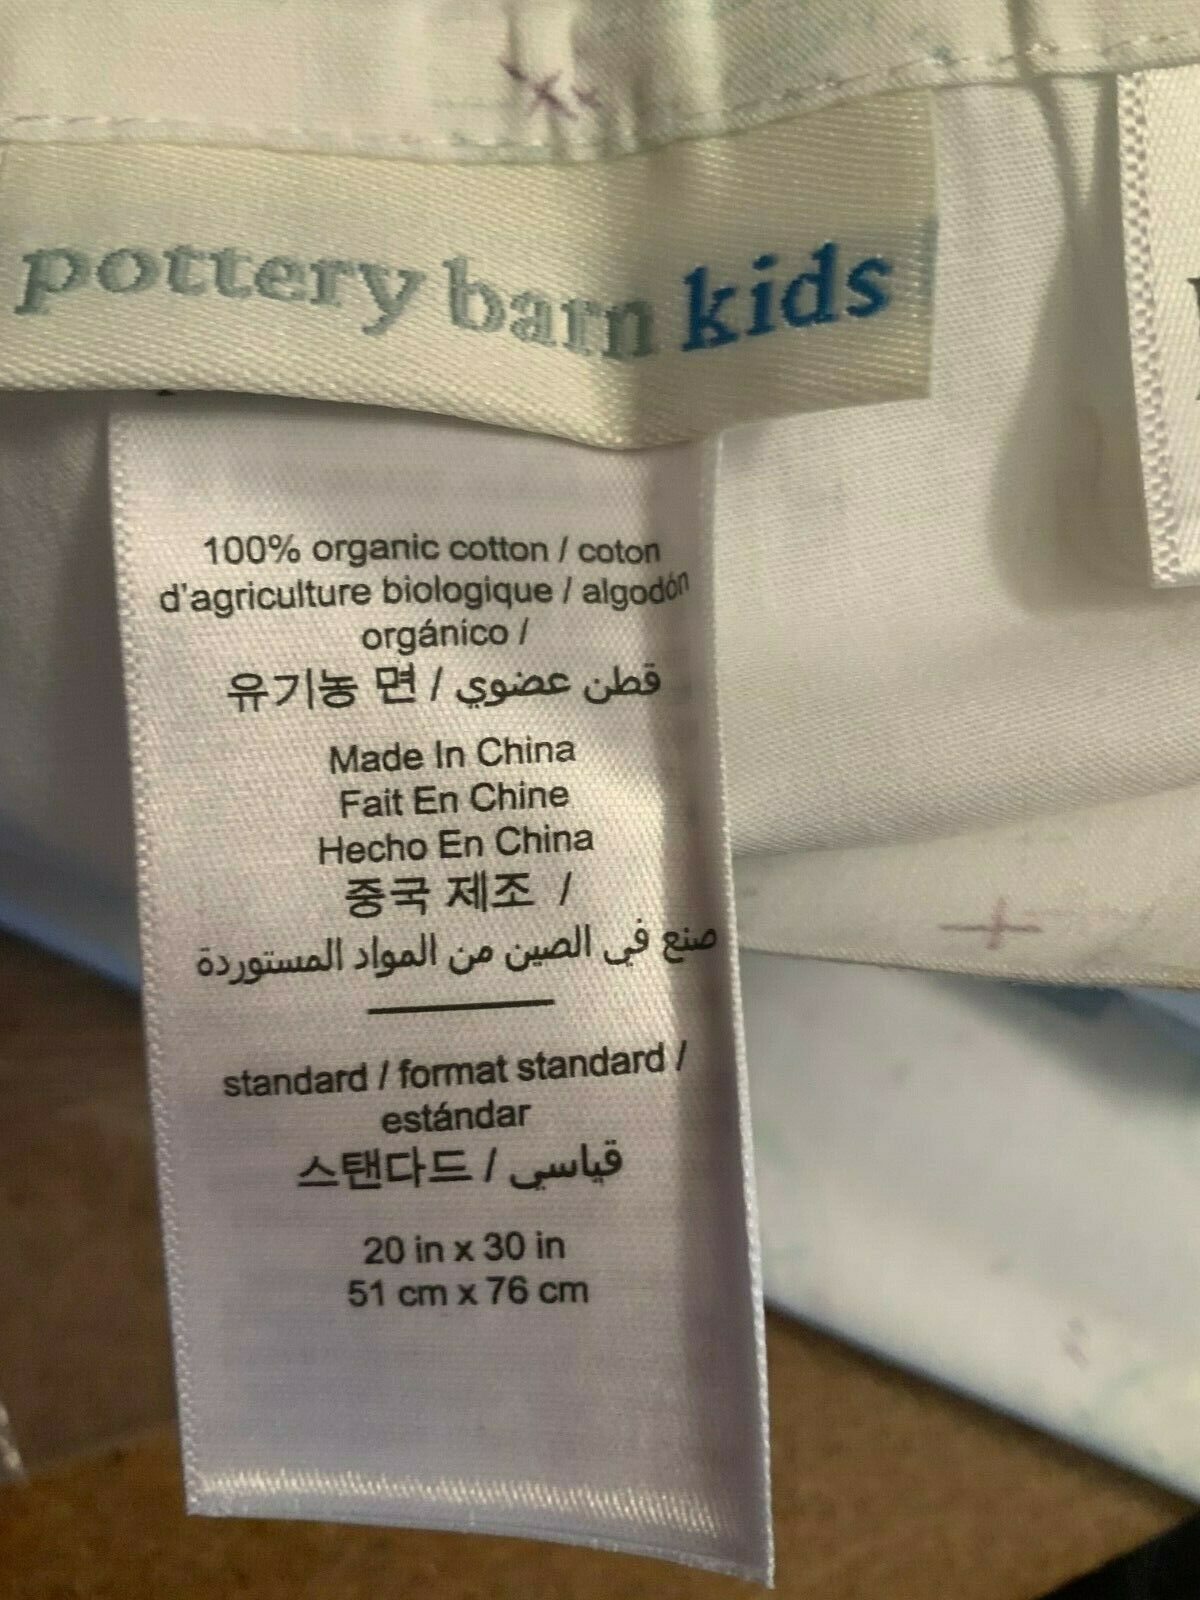 pottery barn kids
100% organic cotton / coton
d'agriculture biologique / algodón
orgánico /
유기농 면 / قطن عضوي
Made In China
Fait En Chine
Hecho En China
중국 제조 /
صنع في الصين من المواد المستوردة
standard / format standard /
estándar
스탠다드 / قياسي
20 in x 30 in
51 cm x 76 cm